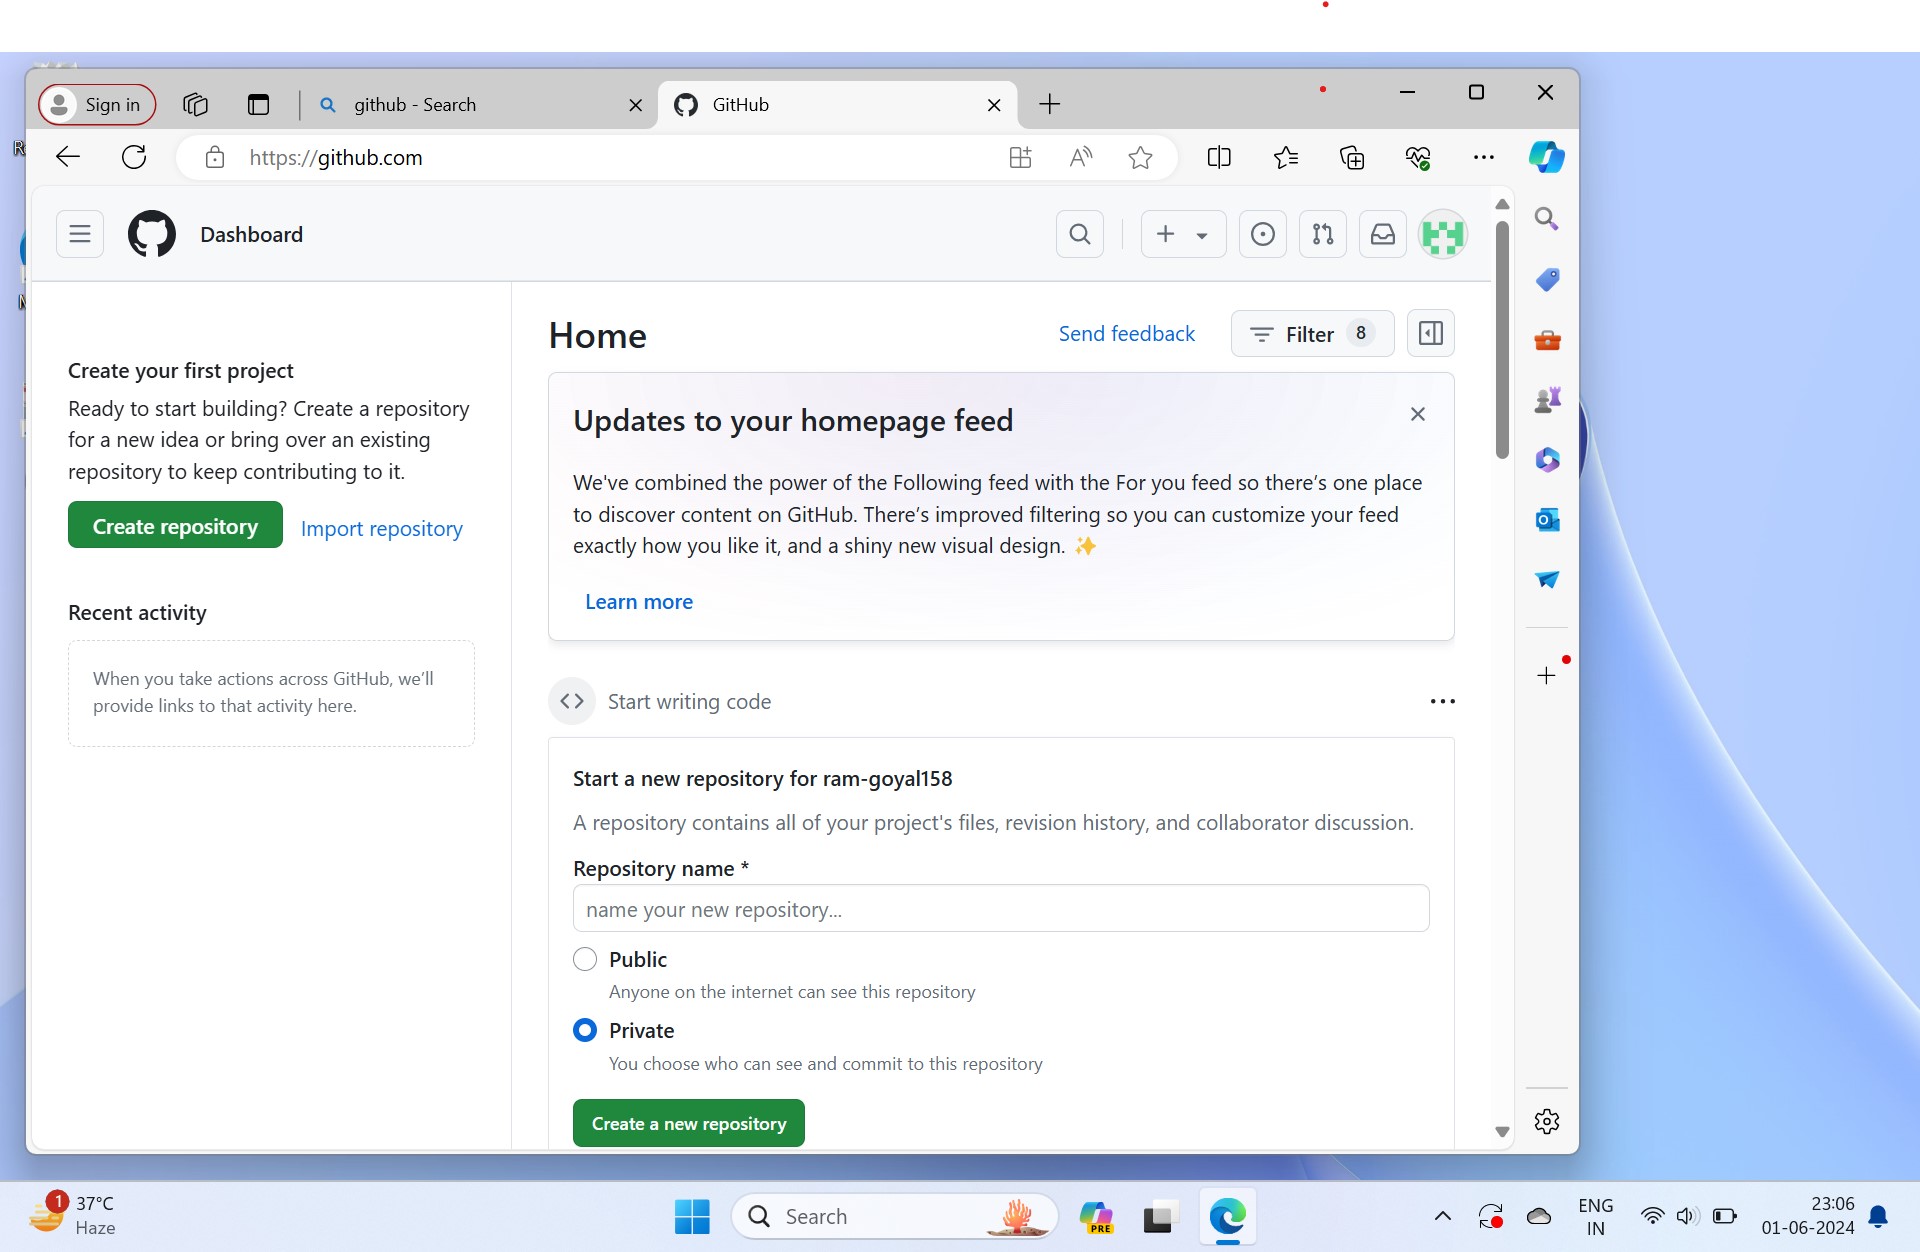 Sign in
github - Search
GitHub
https://github.com
Dashboard
Create your first project
Ready to start building? Create a repository
for a new idea or bring over an existing
repository to keep contributing to it.
Create repository
Import repository
Recent activity
When you take actions across GitHub, we’ll
provide links to that activity here.
Home
Send feedback
Filter 8
Updates to your homepage feed
We've combined the power of the Following feed with the For you feed so there’s one place
to discover content on GitHub. There’s improved filtering so you can customize your feed
exactly how you like it, and a shiny new visual design. ✨
Learn more
Start writing code
Start a new repository for ram-goyal158
A repository contains all of your project's files, revision history, and collaborator discussion.
Repository name *
name your new repository...
Public
Anyone on the internet can see this repository
Private
You choose who can see and commit to this repository
Create a new repository
1
37°C
Haze
Search
PRE
ENG
IN
23:06
01-06-2024